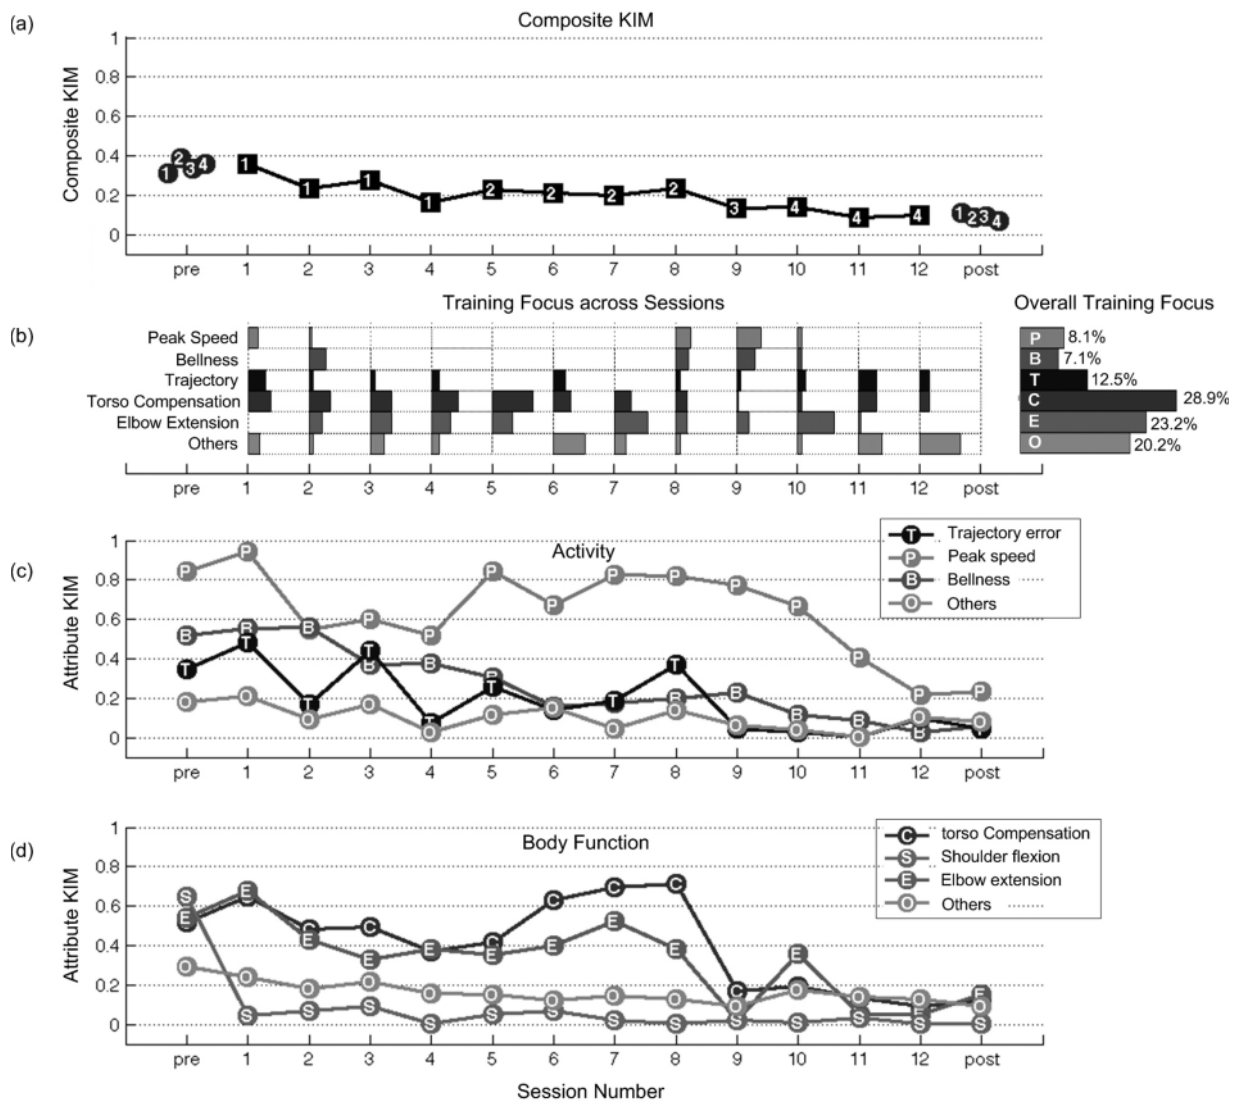 (a)
Composite KIM
Composite KIM
1
0.8
0.6
0.4
0.2
0
1 2 3 4 1 1 1 1 2 2 2 2 3 4 4 4 1 2 3 4
pre 1 2 3 4 5 6 7 8 9 10 11 12 post
Training Focus across Sessions
Overall Training Focus
(b)
Peak Speed
Bellness
Trajectory
Torso Compensation
Elbow Extension
Others
P 8.1%
B 7.1%
T 12.5%
C 28.9%
E 23.2%
O 20.2%
pre 1 2 3 4 5 6 7 8 9 10 11 12 post
(c)
Activity
Attribute KIM
1
0.8
0.6
0.4
0.2
0
T Trajectory error
P Peak speed
B Bellness
O Others
P P P P P P P P P P P P P
B B B B B B B B B B B B
T T T T T T T T
O O O O O O O O O O O O O O
pre 1 2 3 4 5 6 7 8 9 10 11 12 post
(d)
Body Function
Attribute KIM
1
0.8
0.6
0.4
0.2
0
C torso Compensation
S Shoulder flexion
E Elbow extension
O Others
C C C C C C C
S S S S S S S S S S S S S S
E E E E E E E E E E
O O O O O O O O O O O O O O
pre 1 2 3 4 5 6 7 8 9 10 11 12 post
Session Number